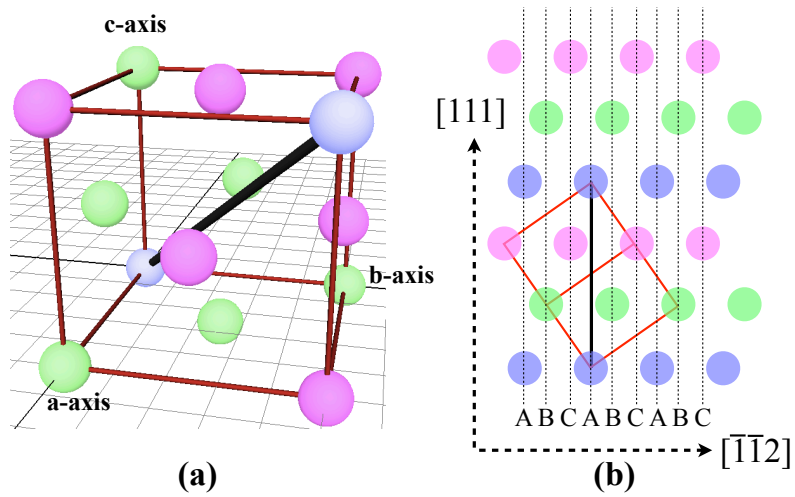 c-axis
b-axis
a-axis
(a)
[111]
A B C A B C A B C
[1̅1̅2]
(b)